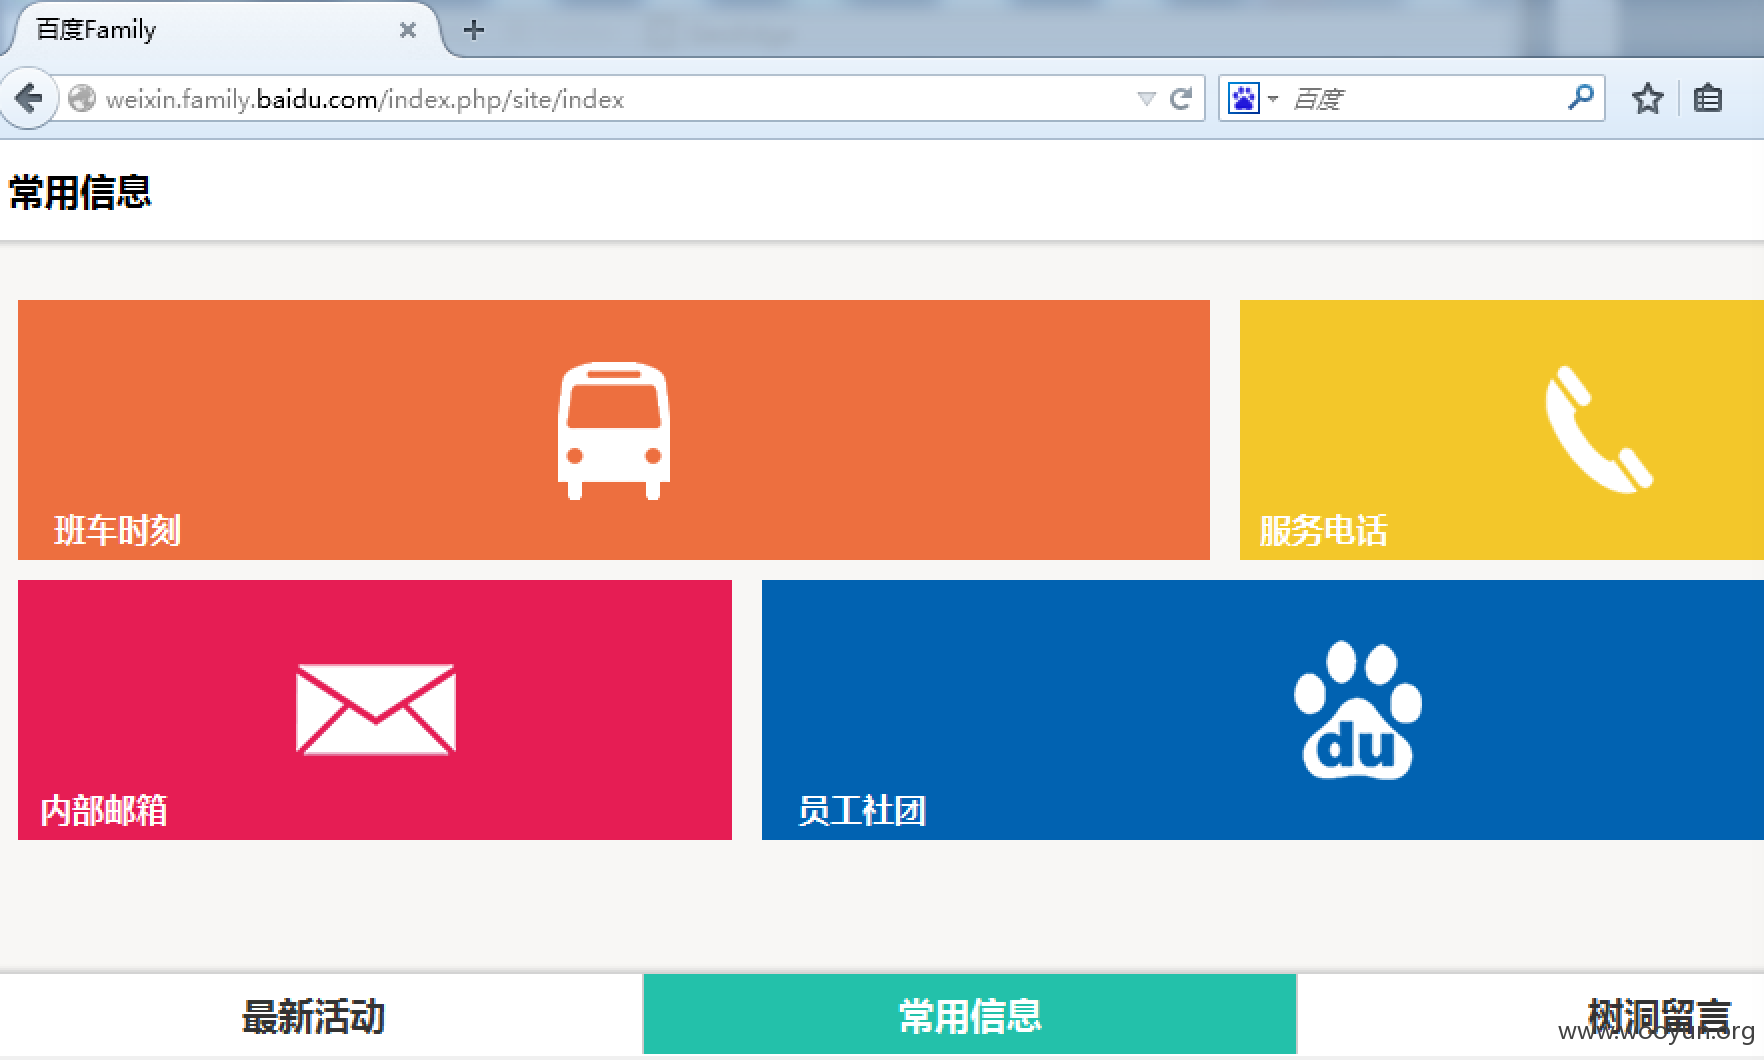 百度Family
weixin.family.baidu.com/index.php/site/index
百度
常用信息
班车时刻
服务电话
du
内部邮箱
员工社团
最新活动
常用信息
树洞留言
www.wooyun.org